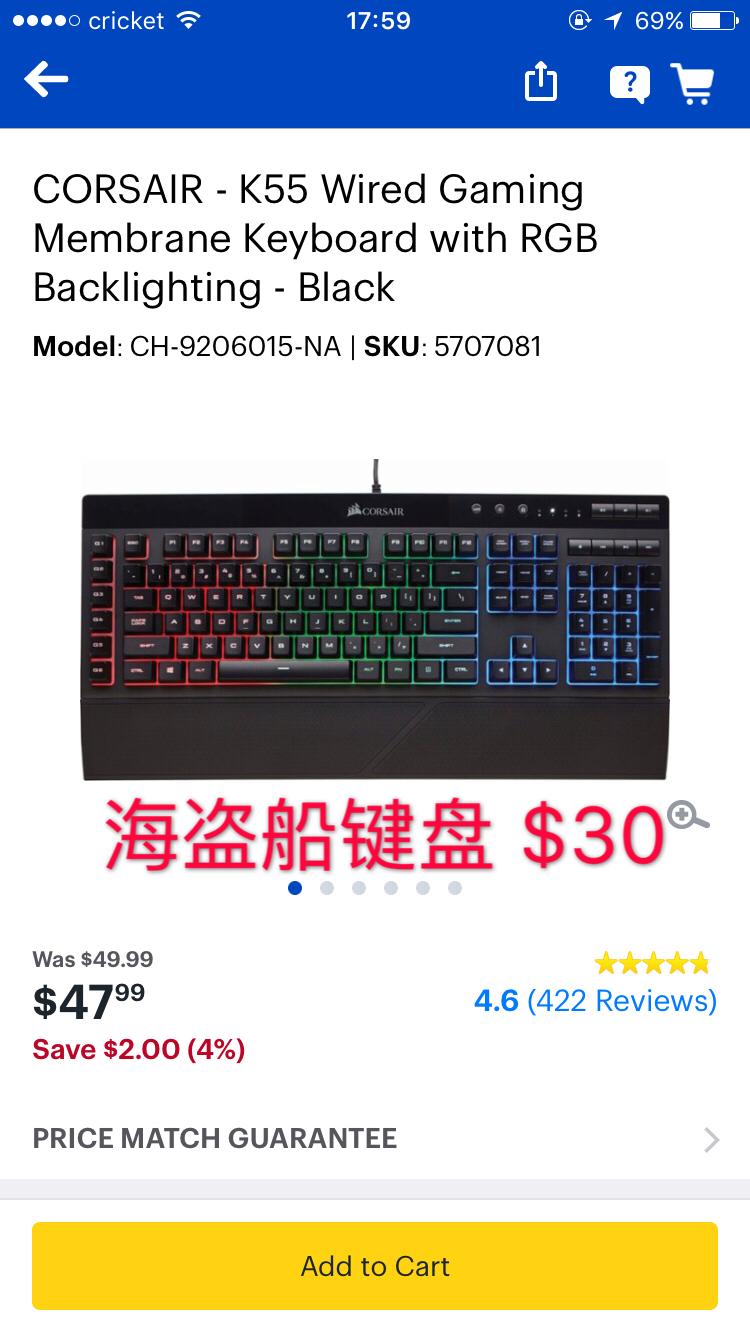 cricket 17:59 69%
CORSAIR - K55 Wired Gaming
Membrane Keyboard with RGB
Backlighting - Black
Model: CH-9206015-NA | SKU: 5707081
CORSAIR
海盗船键盘 $30
Was $49.99
$47.99
4.6 (422 Reviews)
Save $2.00 (4%)
PRICE MATCH GUARANTEE
Add to Cart